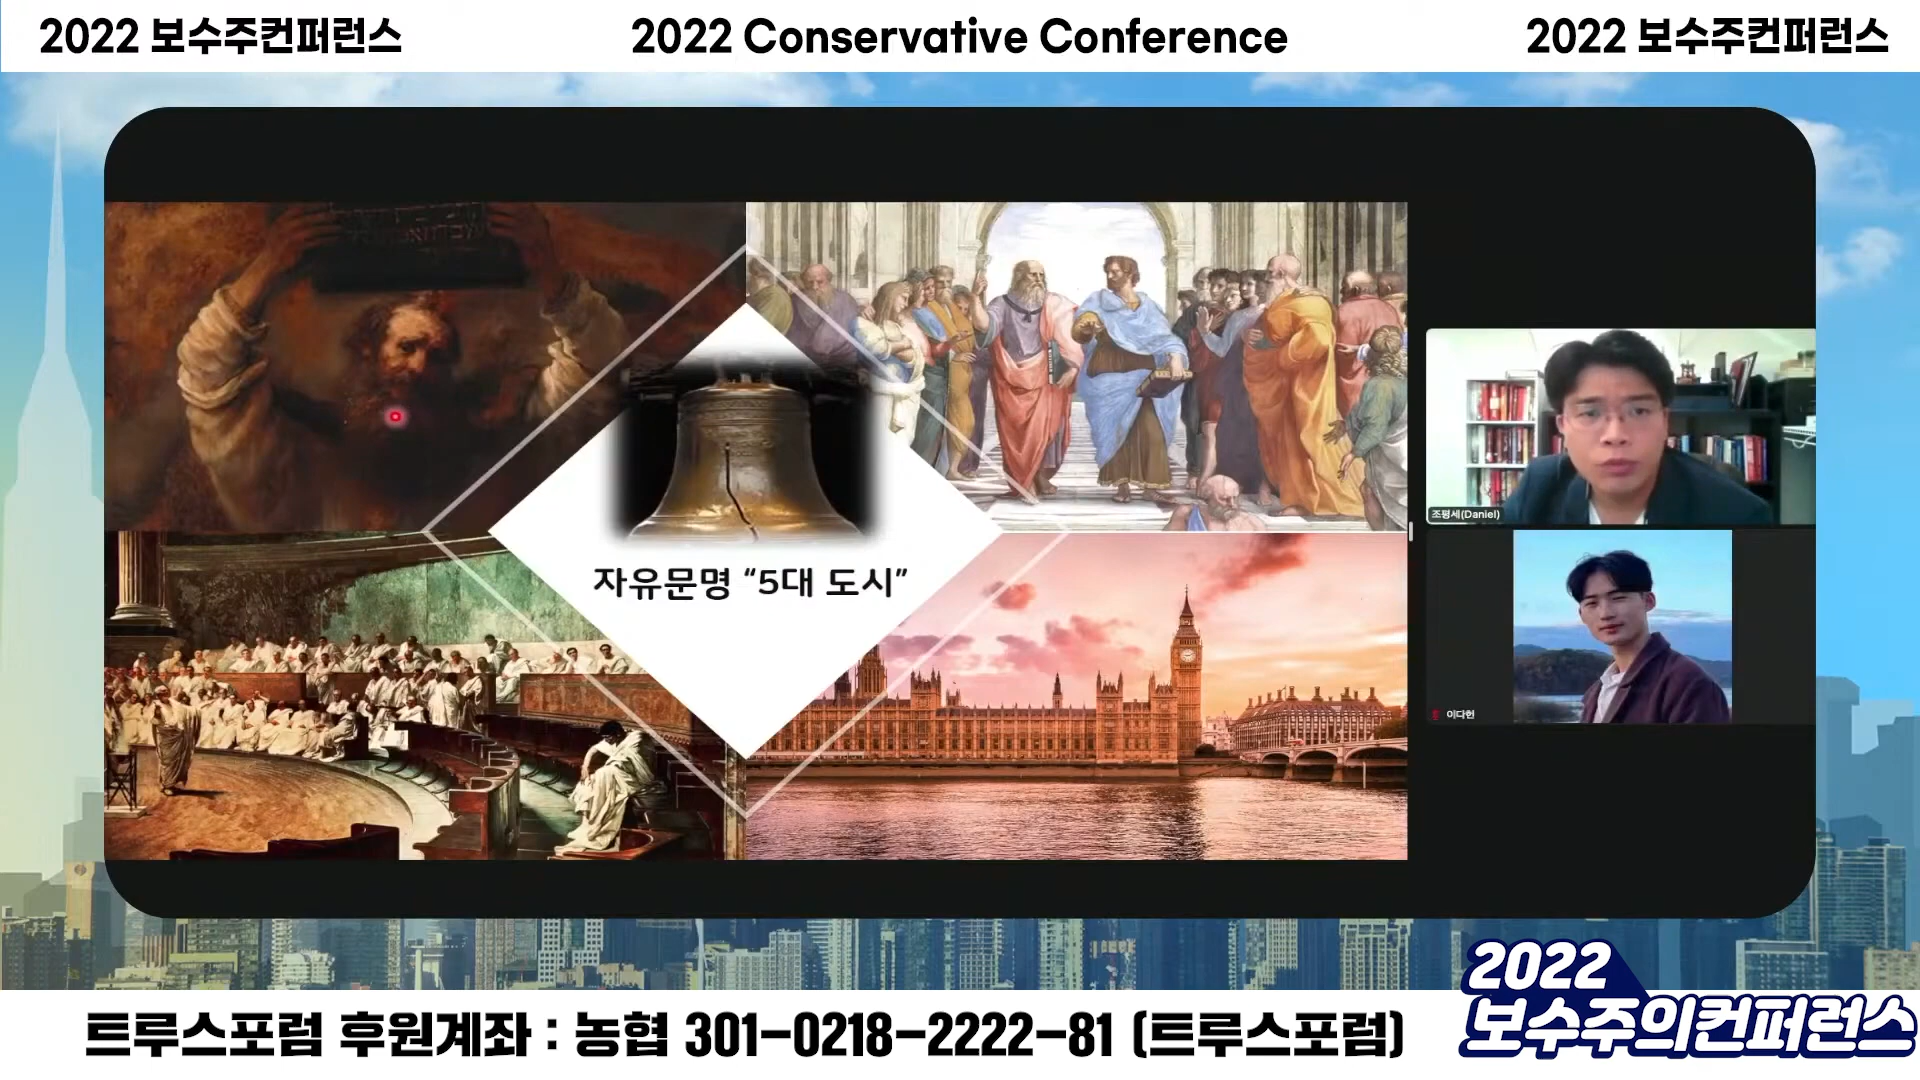 2022 보수주컨퍼런스
2022 Conservative Conference
2022 보수주컨퍼런스
자유문명 “5대 도시”
조평세(Daniel)
이다헌
2022
보수주의컨퍼런스
트루스포럼 후원계좌 : 농협 301-0218-2222-81 (트루스포럼)